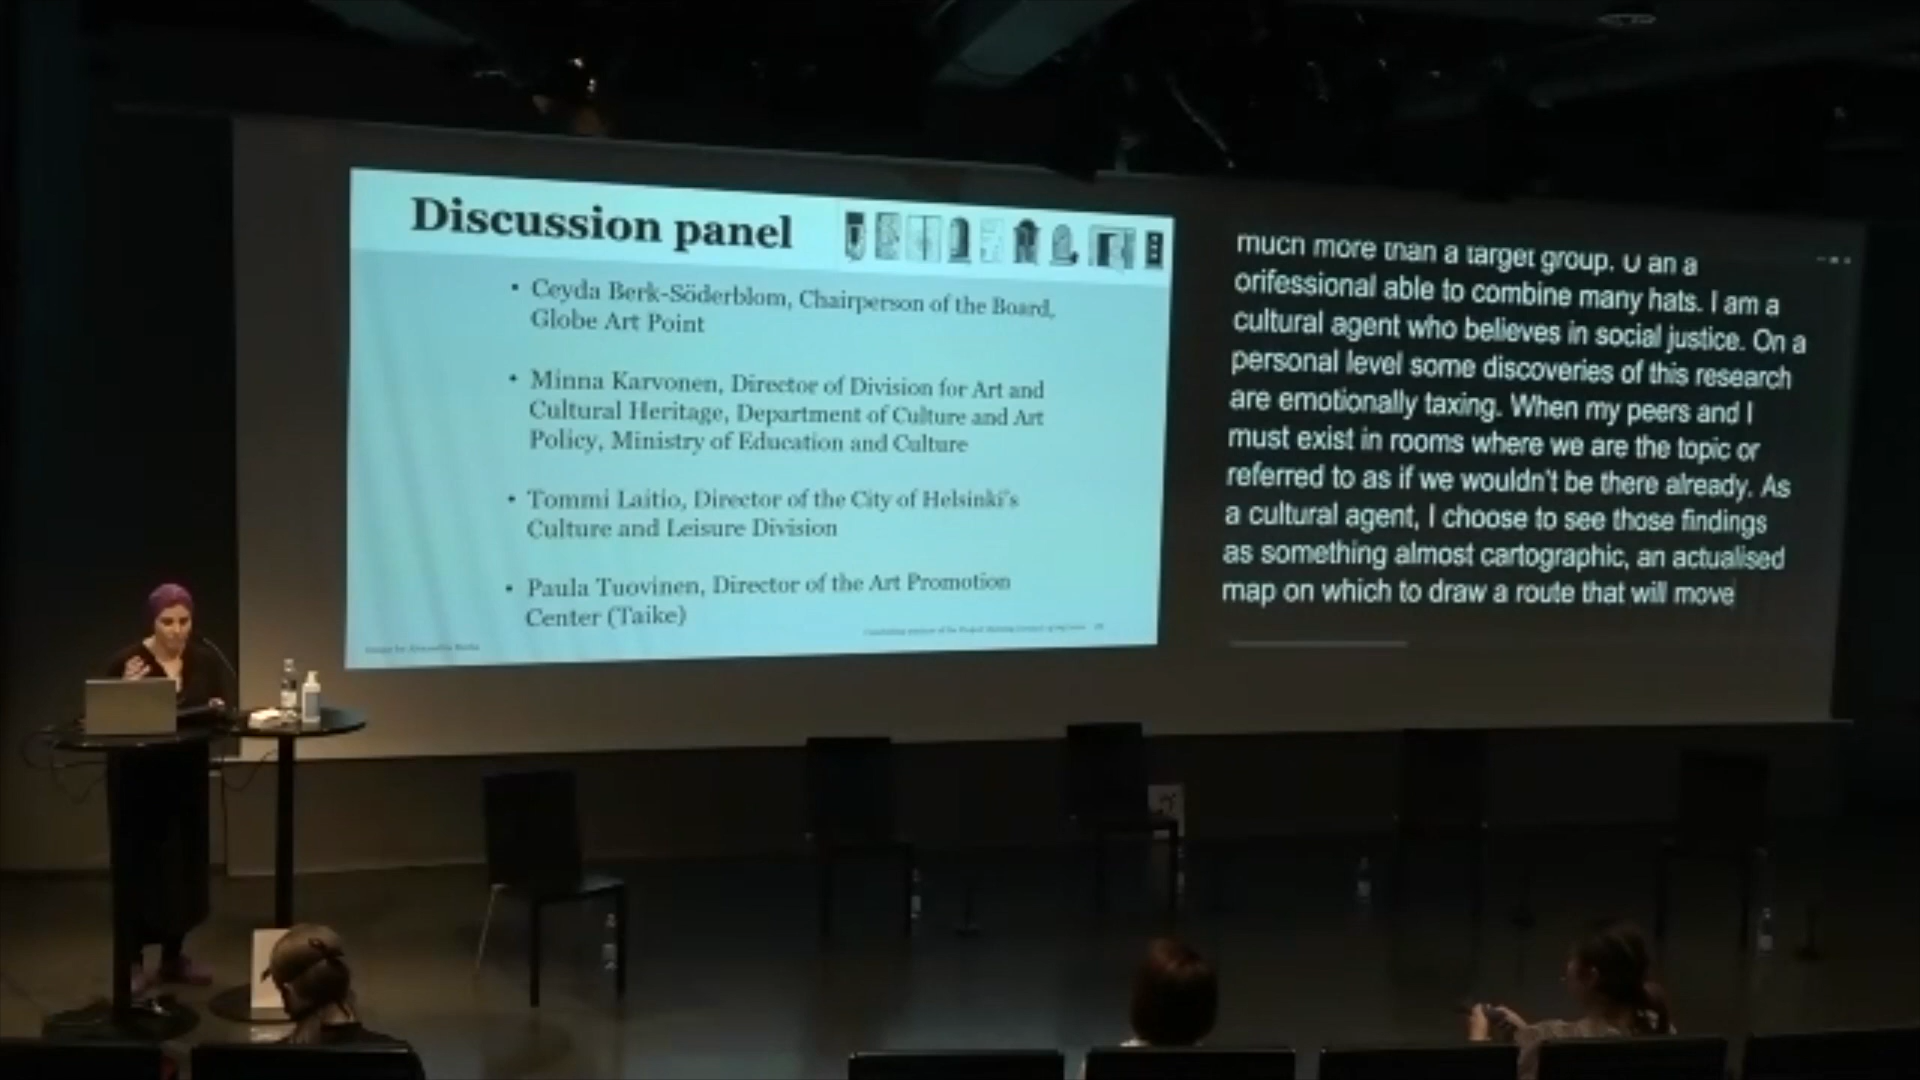 Discussion panel
• Ceyda Berk-Söderblom, Chairperson of the Board,
Globe Art Point
• Minna Karvonen, Director of Division for Art and
Cultural Heritage, Department of Culture and Art
Policy, Ministry of Education and Culture
• Tommi Laitio, Director of the City of Helsinki's
Culture and Leisure Division
• Paula Tuovinen, Director of the Art Promotion
Center (Taike)
much more than a target group. U an a
orifessional able to combine many hats. I am a
cultural agent who believes in social justice. On a
personal level some discoveries of this research
are emotionally taxing. When my peers and I
must exist in rooms where we are the topic or
referred to as if we wouldn't be there already. As
a cultural agent, I choose to see those findings
as something almost cartographic, an actualised
map on which to draw a route that will move